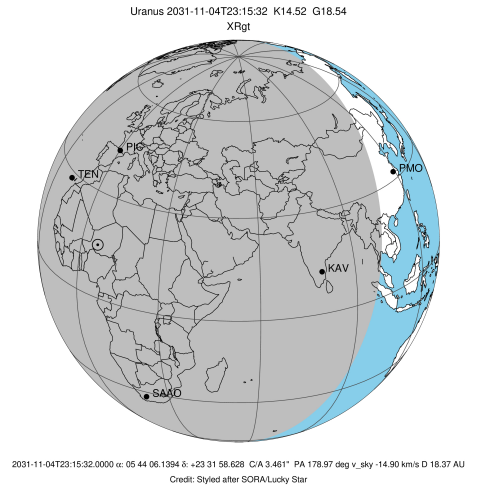 Uranus 2031-11-04T23:15:32 K14.52 G18.54
XRgt
PIC
TEN
PMO
KAV
SAAO
2031-11-04T23:15:32.0000 α: 05 44 06.1394 δ: +23 31 58.628 C/A 3.461" PA 178.97 deg v_sky -14.90 km/s D 18.37 AU
Credit: Styled after SORA/Lucky Star